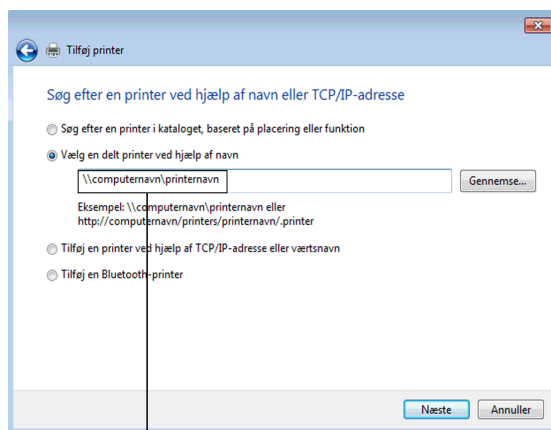 Tilføj printer
Søg efter en printer ved hjælp af navn eller TCP/IP-adresse
Søg efter en printer i kataloget, baseret på placering eller funktion
Vælg en delt printer ved hjælp af navn
\\computernavn\printernavn
Gennemse...
Eksempel: \\computernavn\printernavn eller
http://computernavn/printers/printernavn/.printer
Tilføj en printer ved hjælp af TCP/IP-adresse eller værtsnavn
Tilføj en Bluetooth-printer
Næste
Annuller